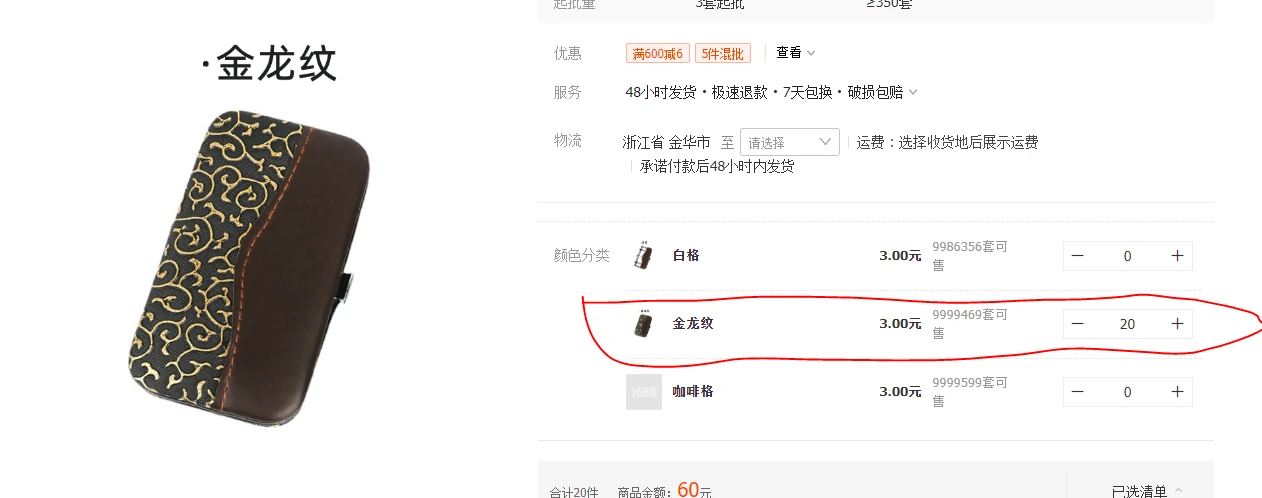 起批量 3套起批 ≥350套
·金龙纹
优惠 满600减6 5件混批 查看
服务 48小时发货·极速退款·7天包换·破损包赔
物流 浙江省 金华市 至 请选择 运费：选择收货地后展示运费
承诺付款后48小时内发货
颜色分类 白格 3.00元 9986356套可售 － 0 ＋
金龙纹 3.00元 9999469套可售 － 20 ＋
1688 咖啡格 3.00元 9999599套可售 － 0 ＋
合计20件 商品金额：60元 已选清单